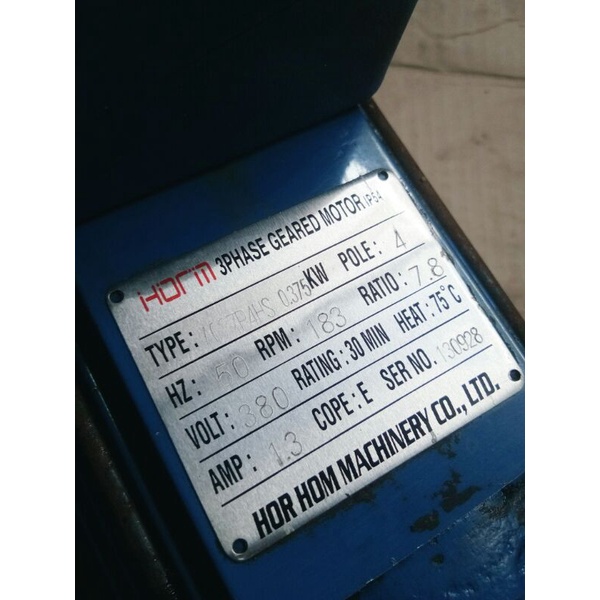 HORM 3PHASE GEARED MOTOR IP54
TYPE: 0.375KW POLE: 4
HZ: 50 RPM: 183 RATIO: 7.8
VOLT: 380 RATING: 30 MIN HEAT: 75°C
AMP: 1.3 COPE: E SER NO. 130928
HOR HOM MACHINERY CO., LTD.